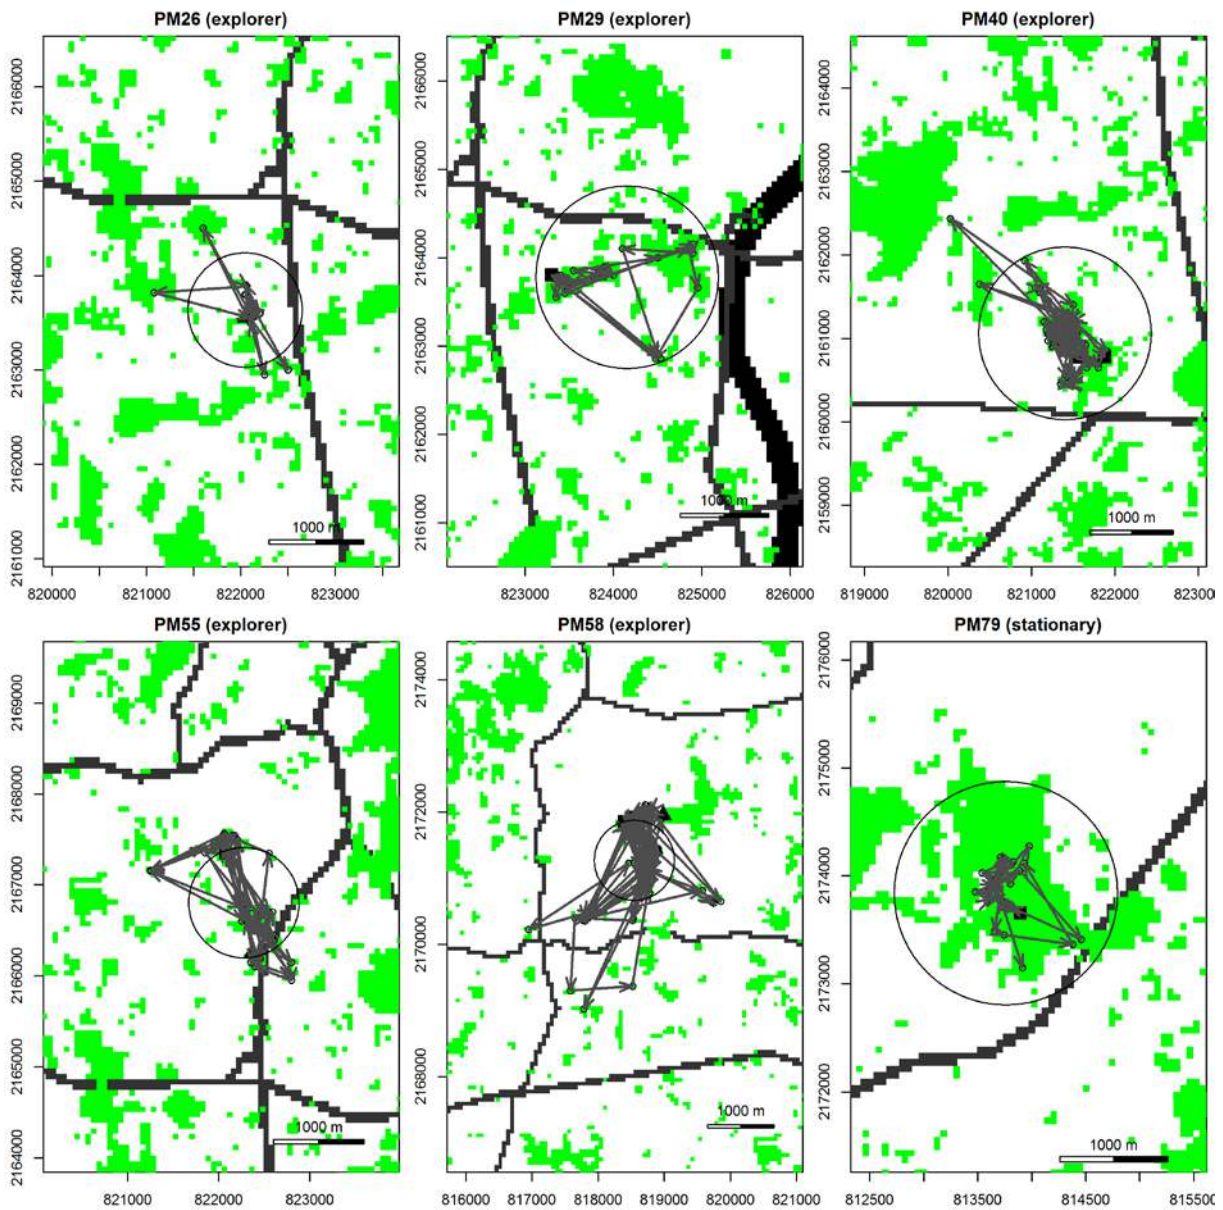 PM26 (explorer)
2166000
2165000
2164000
2163000
2162000
2161000
1000 m
820000 821000 822000 823000
PM29 (explorer)
2166000
2165000
2164000
2163000
2162000
2161000
1000 m
823000 824000 825000 826000
PM40 (explorer)
2164000
2163000
2162000
2161000
2160000
2159000
1000 m
819000 820000 821000 822000 823000
PM55 (explorer)
2169000
2168000
2167000
2166000
2165000
2164000
1000 m
821000 822000 823000
PM58 (explorer)
2174000
2172000
2170000
2168000
1000 m
816000 817000 818000 819000 820000 821000
PM79 (stationary)
2176000
2175000
2174000
2173000
2172000
1000 m
812500 813500 814500 815500